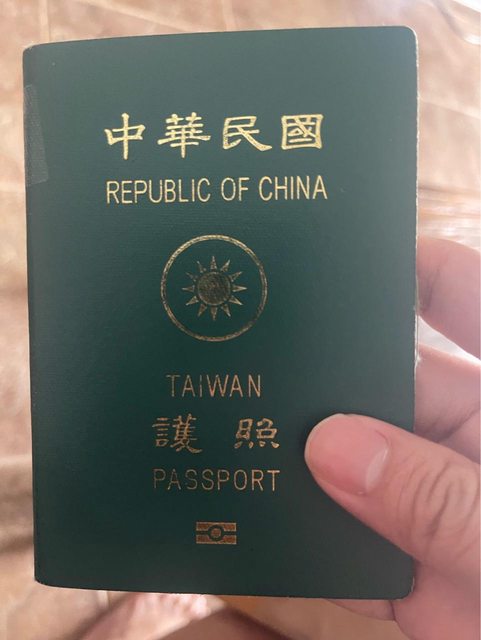 中華民國
REPUBLIC OF CHINA
TAIWAN
護照
PASSPORT